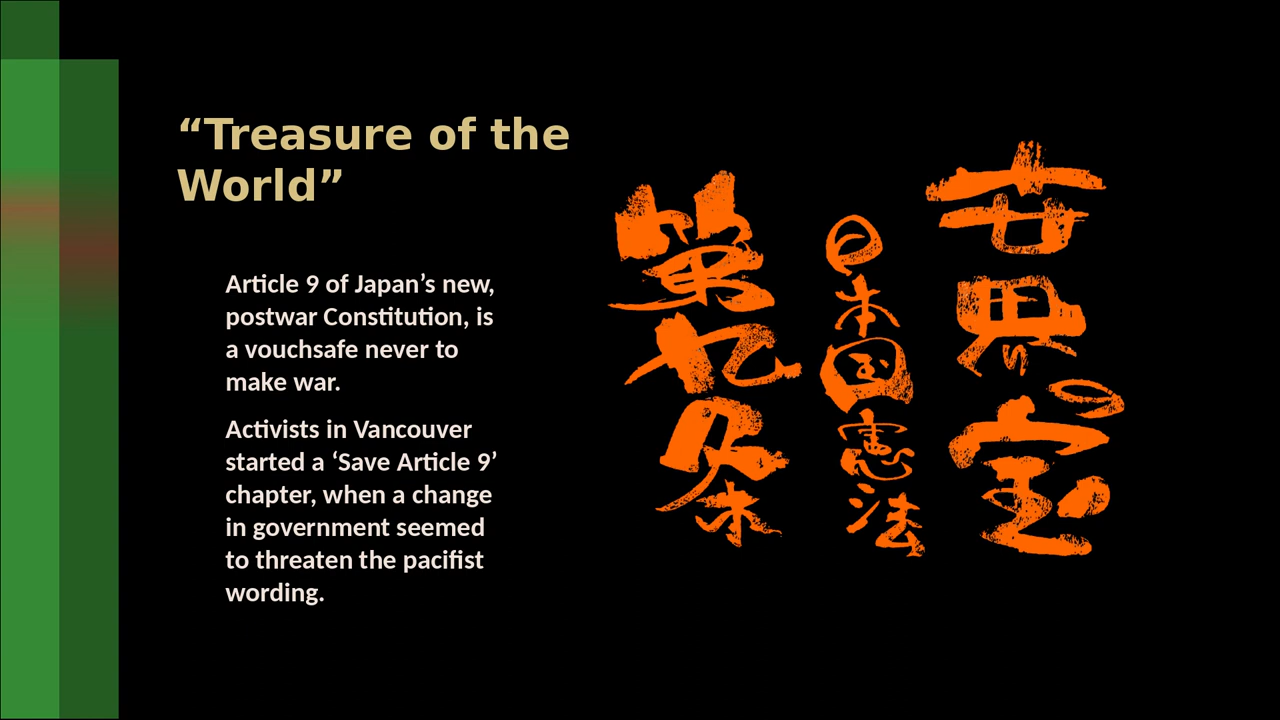 “Treasure of the
World”
Article 9 of Japan’s new,
postwar Constitution, is
a vouchsafe never to
make war.
Activists in Vancouver
started a ‘Save Article 9’
chapter, when a change
in government seemed
to threaten the pacifist
wording.
世界の宝
日本国憲法
第九条